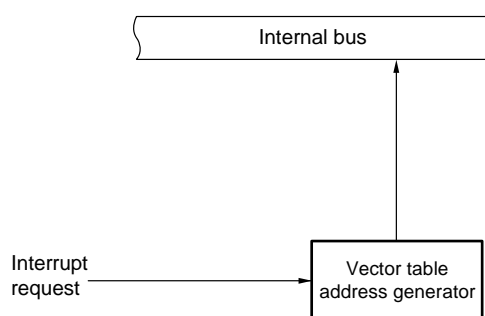 Internal bus
Interrupt
request
Vector table
address generator